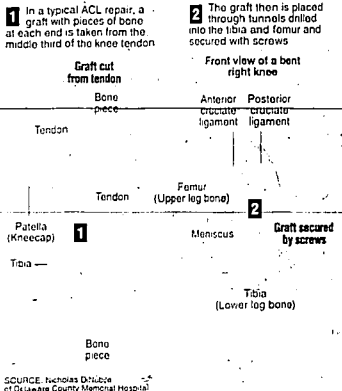 1 In a typical ACL repair, a
graft with pieces of bone
at each end is taken from the
middle third of the knee tendon
2 The graft then is placed
through tunnels drilled
into the tibia and femur and
secured with screws
Graft cut
from tendon
Front view of a bent
right knee
Bone
piece
Anterior
cruciate
ligament
Posterior
cruciate
ligament
Tendon
Tendon
Femur
(Upper leg bone)
2
Patella
(Kneecap)
1
Meniscus
Graft secured
by screws
Tibia
Tibia
(Lower leg bone)
Bone
piece
SOURCE: Nicholas DiNubile
of Delaware County Memorial Hospital